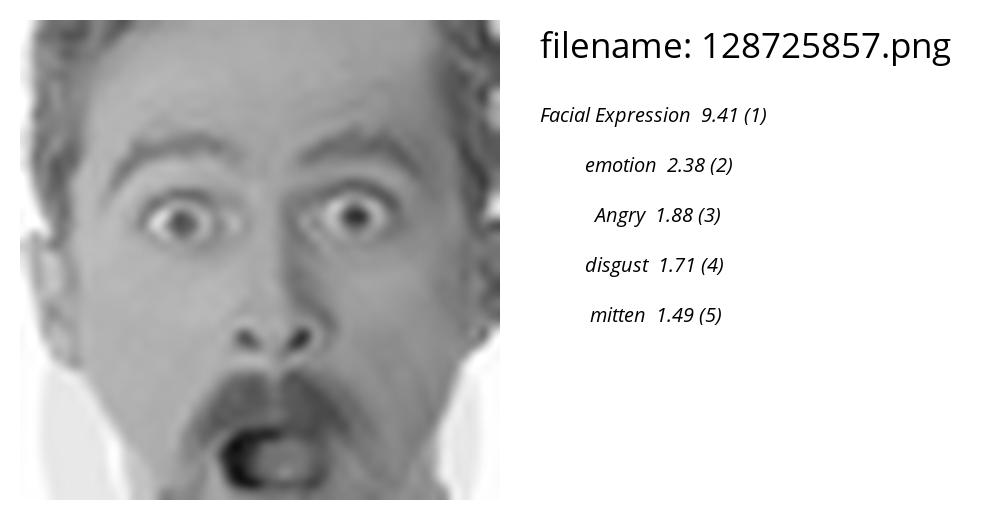 filename: 128725857.png
Facial Expression 9.41 (1)
emotion 2.38 (2)
Angry 1.88 (3)
disgust 1.71 (4)
mitten 1.49 (5)